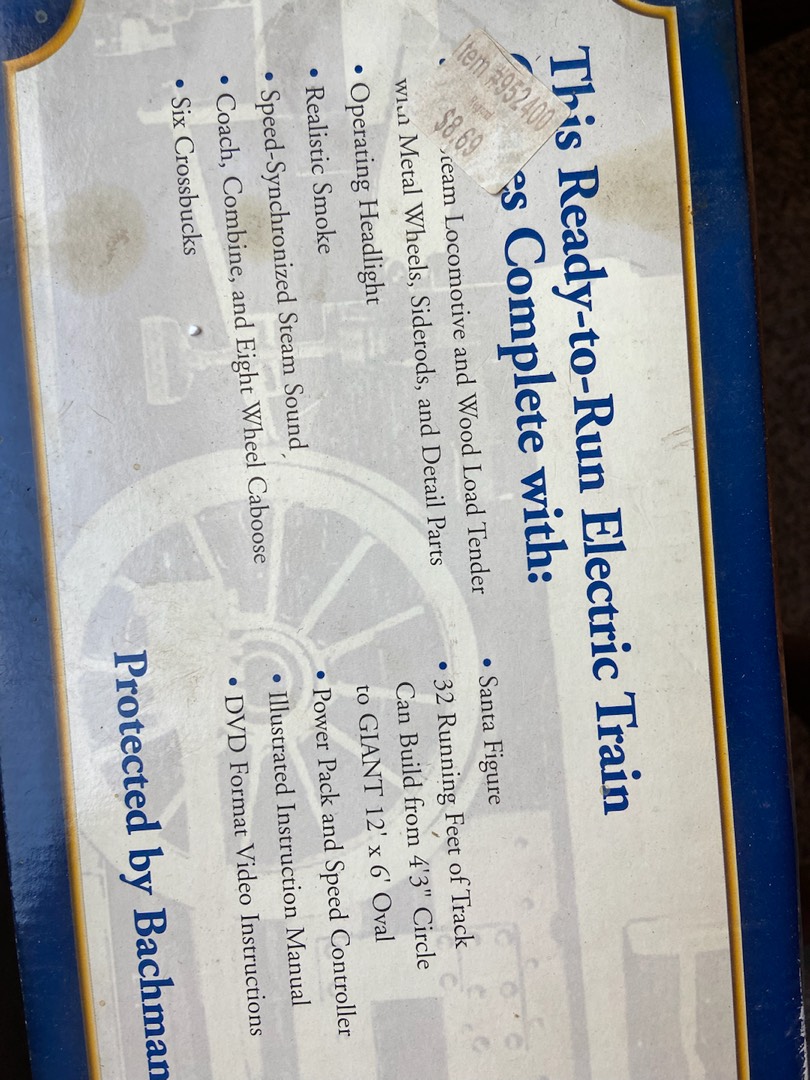 This Ready-to-Run Electric Train
Complete with:
Locomotive and Wood Load Tender
Metal Wheels, Siderods, and Detail Parts
• Operating Headlight
• Realistic Smoke
• Speed-Synchronized Steam Sound
• Coach, Combine, and Eight Wheel Caboose
• Six Crossbucks
• Santa Figure
• 32 Running Feet of Track
Can Build from 4'3" Circle
to GIANT 12' x 6' Oval
• Power Pack and Speed Controller
• Illustrated Instruction Manual
• DVD Format Video Instructions
Protected by Bachman
Item #952400
$8.69